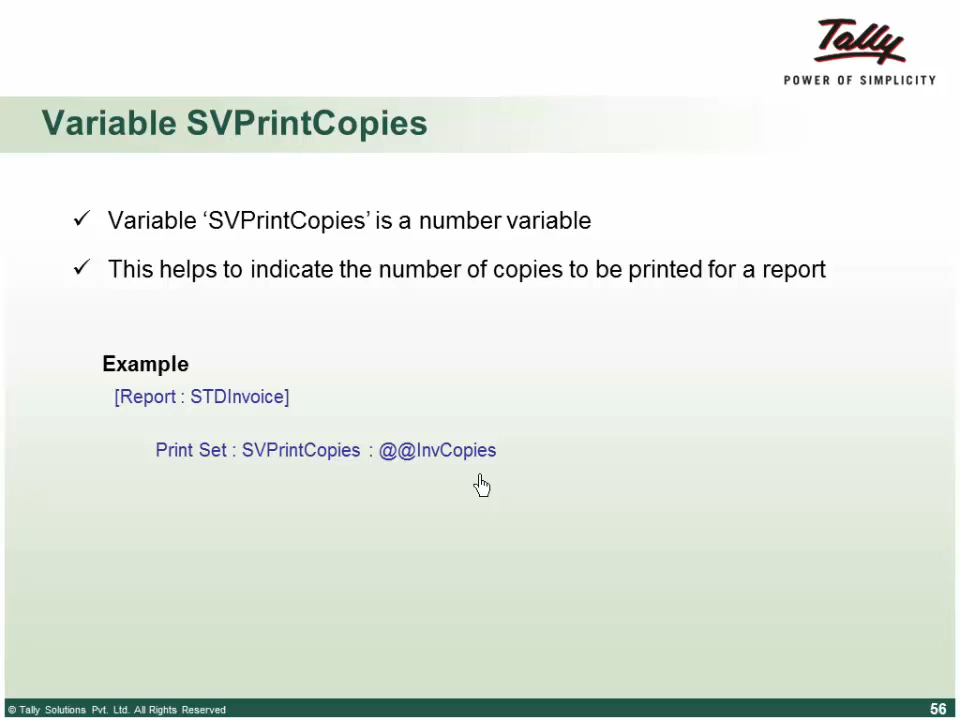 Tally
POWER OF SIMPLICITY
Variable SVPrintCopies
✓ Variable ‘SVPrintCopies’ is a number variable
✓ This helps to indicate the number of copies to be printed for a report
Example
[Report : STDInvoice]
Print Set : SVPrintCopies : @@InvCopies
© Tally Solutions Pvt. Ltd. All Rights Reserved
56